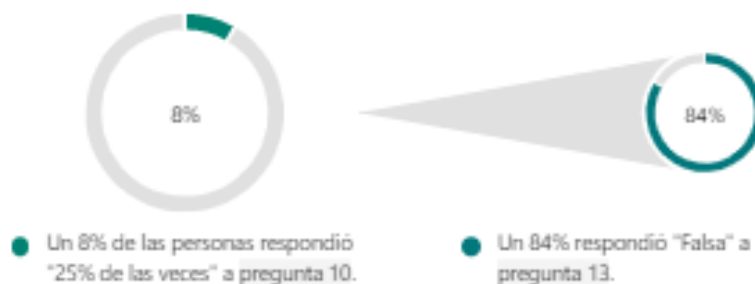 8%
84%
Un 8% de las personas respondió
"25% de las veces" a pregunta 10.
Un 84% respondió "Falsa" a
pregunta 13.